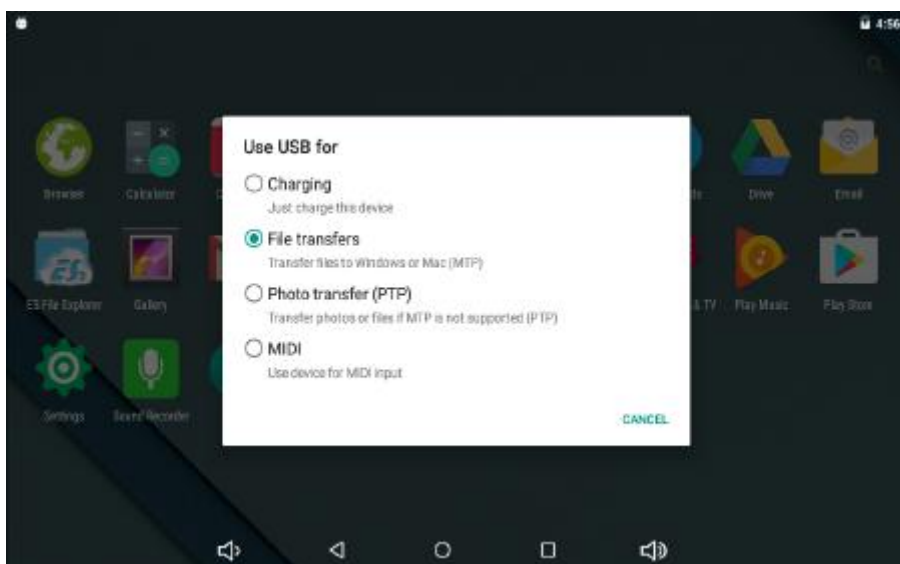 4:56
Use USB for
Charging
Just charge this device
File transfers
Transfer files to Windows or Mac (MTP)
Photo transfer (PTP)
Transfer photos or files if MTP is not supported (PTP)
MIDI
Use device for MIDI input
CANCEL
Browser
Calculator
Drive
Email
ES File Explorer
Gallery
& TV
Play Music
Play Store
Settings
Sound Recorder